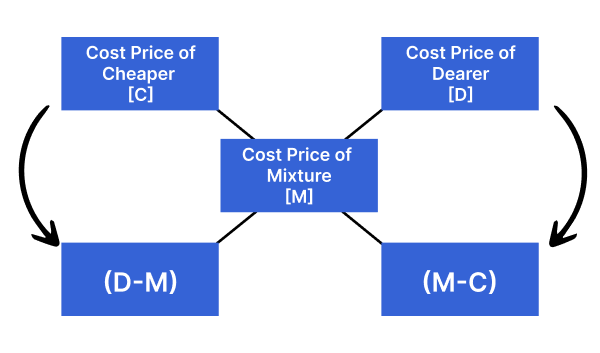 Cost Price of
Cheaper
[C]
Cost Price of
Dearer
[D]
Cost Price of
Mixture
[M]
(D-M)
(M-C)